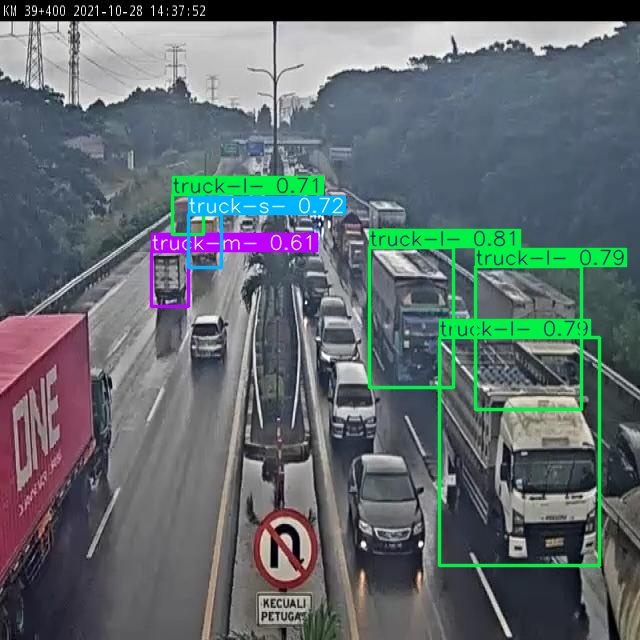 KM 39+400 2021-10-28 14:37:52
truck-l- 0.71
truck-s- 0.72
truck-m- 0.61
truck-l- 0.81
truck-l- 0.79
truck-l- 0.79
ONE
KECUALI
PETUGAS